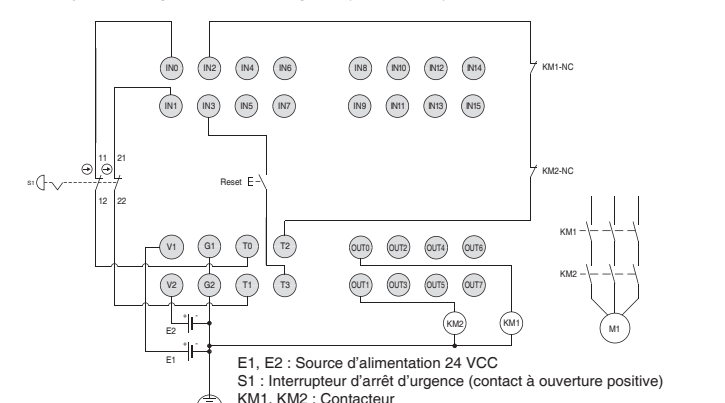 IN0 IN2 IN4 IN6 IN8 IN10 IN12 IN14 KM1-NC
IN1 IN3 IN5 IN7 IN9 IN11 IN13 IN15
11 21
S1
Reset
KM2-NC
12 22
KM1
V1 G1 T0 T2 OUT0 OUT2 OUT4 OUT6
KM2
V2 G2 T1 T3 OUT1 OUT3 OUT5 OUT7
+ -
E2
KM2 KM1
M1
+ -
E1
E1, E2 : Source d'alimentation 24 VCC
S1 : Interrupteur d'arrêt d'urgence (contact à ouverture positive)
KM1, KM2 : Contacteur